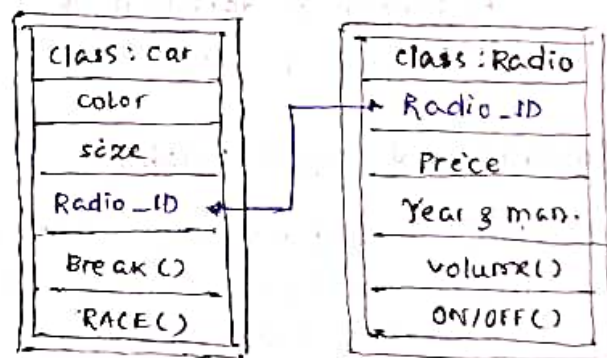 class : car
color
size
Radio_ID
Break ()
RACE ()
class : Radio
Radio_ID
Price
Year g man.
volume()
ON/OFF ()